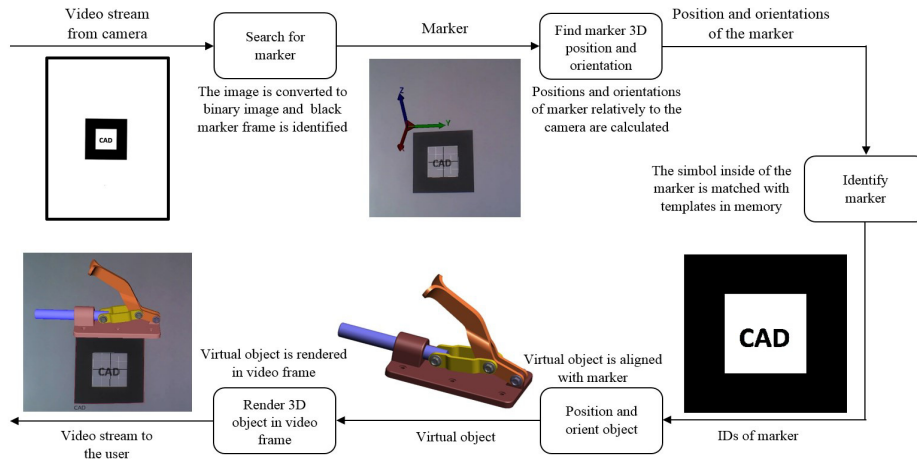 Video stream
from camera
Search for
marker
Marker
Find marker 3D
position and
orientation
Position and orientations
of the marker
The image is converted to
binary image and black
marker frame is identified
Positions and orientations
of marker relatively to
the camera are calculated
CAD
Z
Y
CAD
The simbol inside of the
marker is matched with
templates in memory
Identify
marker
CAD
CAD
CAD
Virtual object is rendered
in video frame
Virtual object is aligned
with marker
Render 3D
object in video
frame
Position and
orient object
Video stream to
the user
Virtual object
IDs of marker